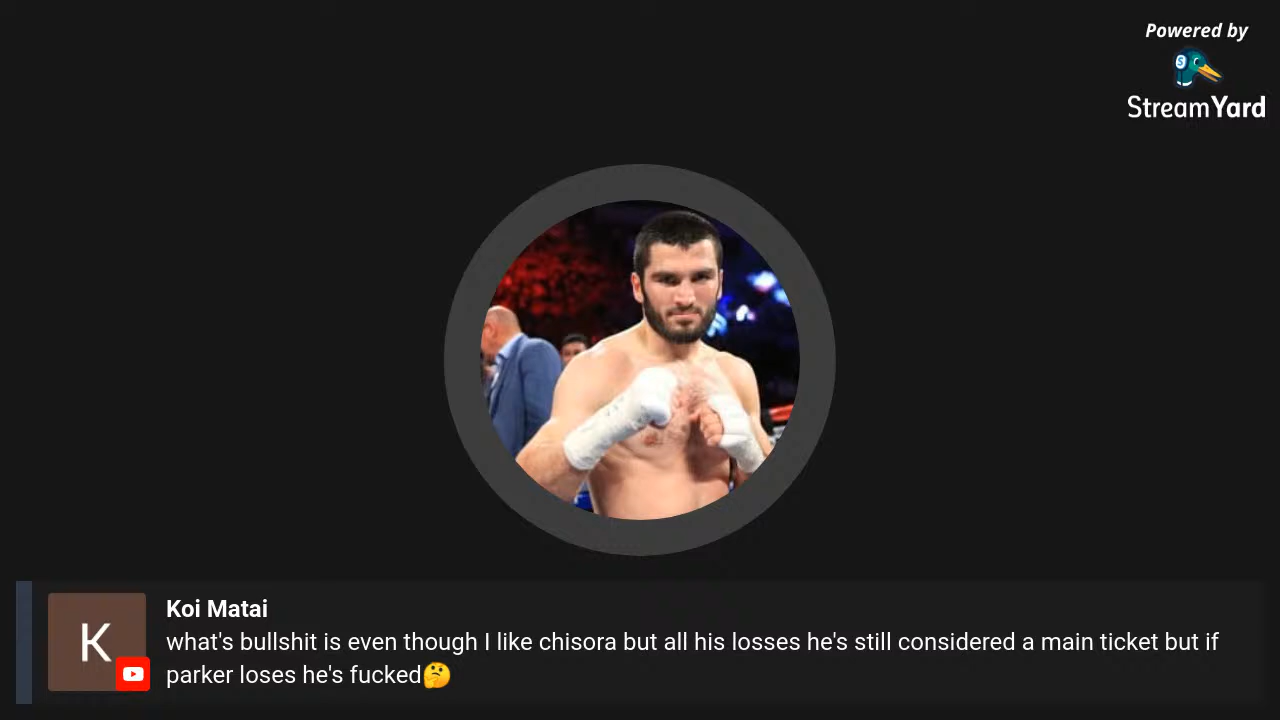 Powered by
S
StreamYard
K
Koi Matai
what's bullshit is even though I like chisora but all his losses he's still considered a main ticket but if
parker loses he's fucked🤔